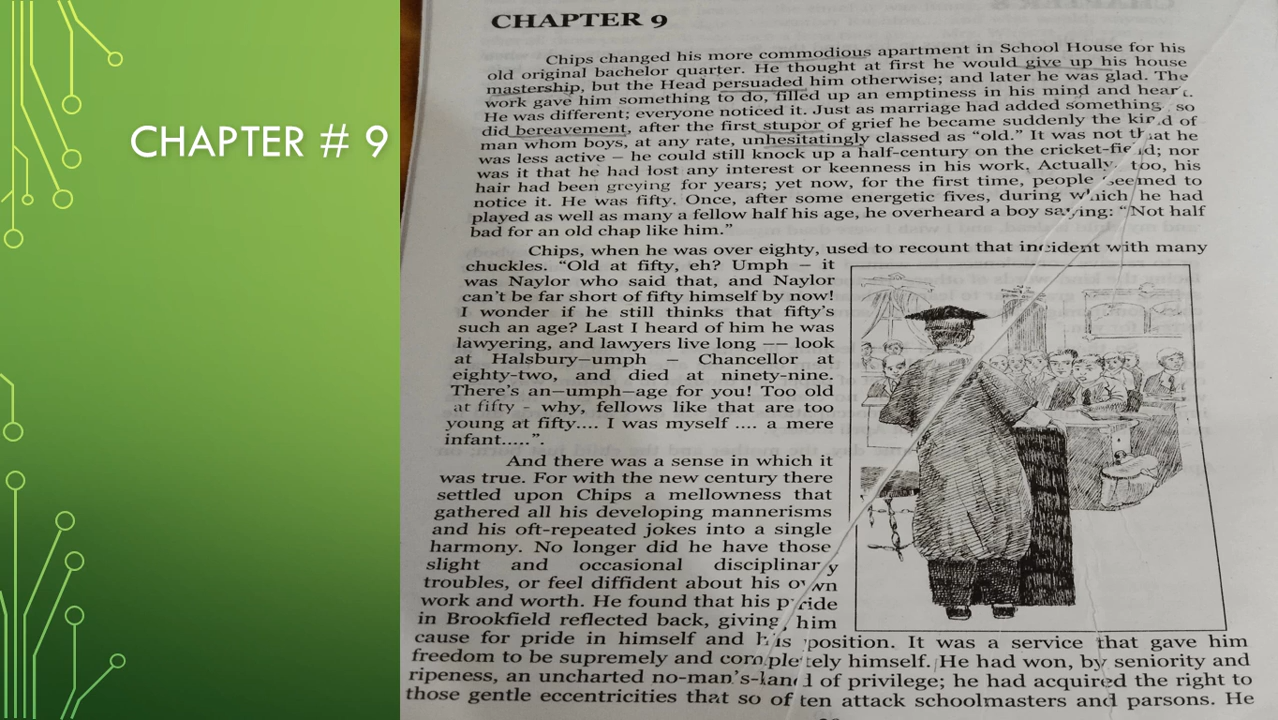 CHAPTER # 9
CHAPTER 9
Chips changed his more commodious apartment in School House for his
old original bachelor quarter. He thought at first he would give up his house
mastership, but the Head persuaded him otherwise; and later he was glad. The
work gave him something to do, filled up an emptiness in his mind and heart.
He was different; everyone noticed it. Just as marriage had added something, so
did bereavement, after the first stupor of grief he became suddenly the kind of
man whom boys, at any rate, unhesitatingly classed as “old.” It was not that he
was less active – he could still knock up a half-century on the cricket-field; nor
was it that he had lost any interest or keenness in his work. Actually, too, his
hair had been greying for years; yet now, for the first time, people seemed to
notice it. He was fifty. Once, after some energetic fives, during which he had
played as well as many a fellow half his age, he overheard a boy saying: “Not half
bad for an old chap like him.”
Chips, when he was over eighty, used to recount that incident with many
chuckles. “Old at fifty, eh? Umph – it
was Naylor who said that, and Naylor
can’t be far short of fifty himself by now!
I wonder if he still thinks that fifty’s
such an age? Last I heard of him he was
lawyering, and lawyers live long –– look
at Halsbury–umph – Chancellor at
eighty-two, and died at ninety-nine.
There’s an–umph–age for you! Too old
at fifty - why, fellows like that are too
young at fifty.... I was myself .... a mere
infant.....”.
And there was a sense in which it
was true. For with the new century there
settled upon Chips a mellowness that
gathered all his developing mannerisms
and his oft-repeated jokes into a single
harmony. No longer did he have those
slight and occasional disciplinary
troubles, or feel diffident about his own
work and worth. He found that his pride
in Brookfield reflected back, giving him
cause for pride in himself and his position. It was a service that gave him
freedom to be supremely and completely himself. He had won, by seniority and
ripeness, an uncharted no-man’s-land of privilege; he had acquired the right to
those gentle eccentricities that so often attack schoolmasters and parsons. He